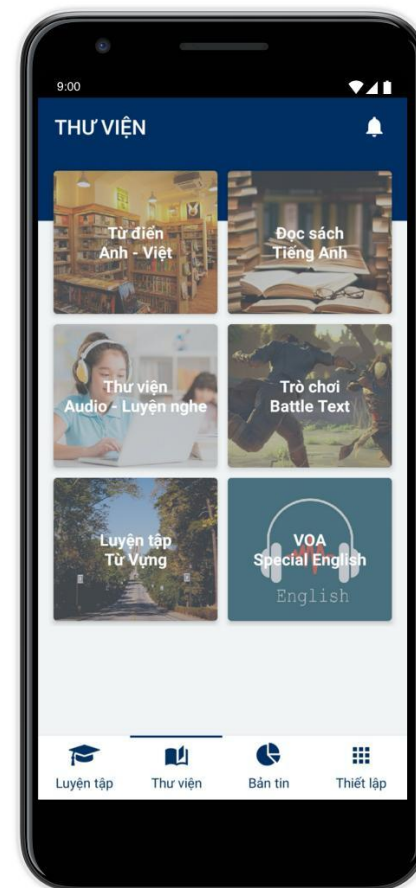 9:00
THƯ VIỆN
Từ điển
Anh - Việt
Đọc sách
Tiếng Anh
Thư viện
Audio - Luyện nghe
Trò chơi
Battle Text
Luyện tập
Từ Vựng
VOA
Special English
English
Luyện tập
Thư viện
Bản tin
Thiết lập